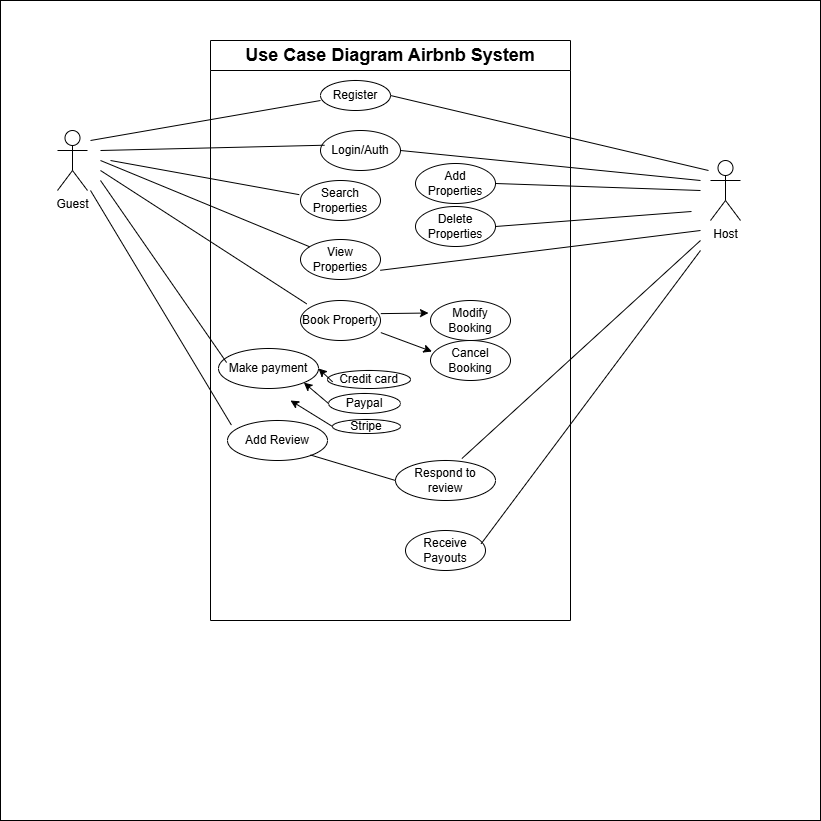 Use Case Diagram Airbnb System
Register
Login/Auth
Guest
Search
Properties
Add
Properties
Delete
Properties
Host
View
Properties
Book Property
Modify
Booking
Cancel
Booking
Make payment
Credit card
Paypal
Stripe
Add Review
Respond to
review
Receive
Payouts